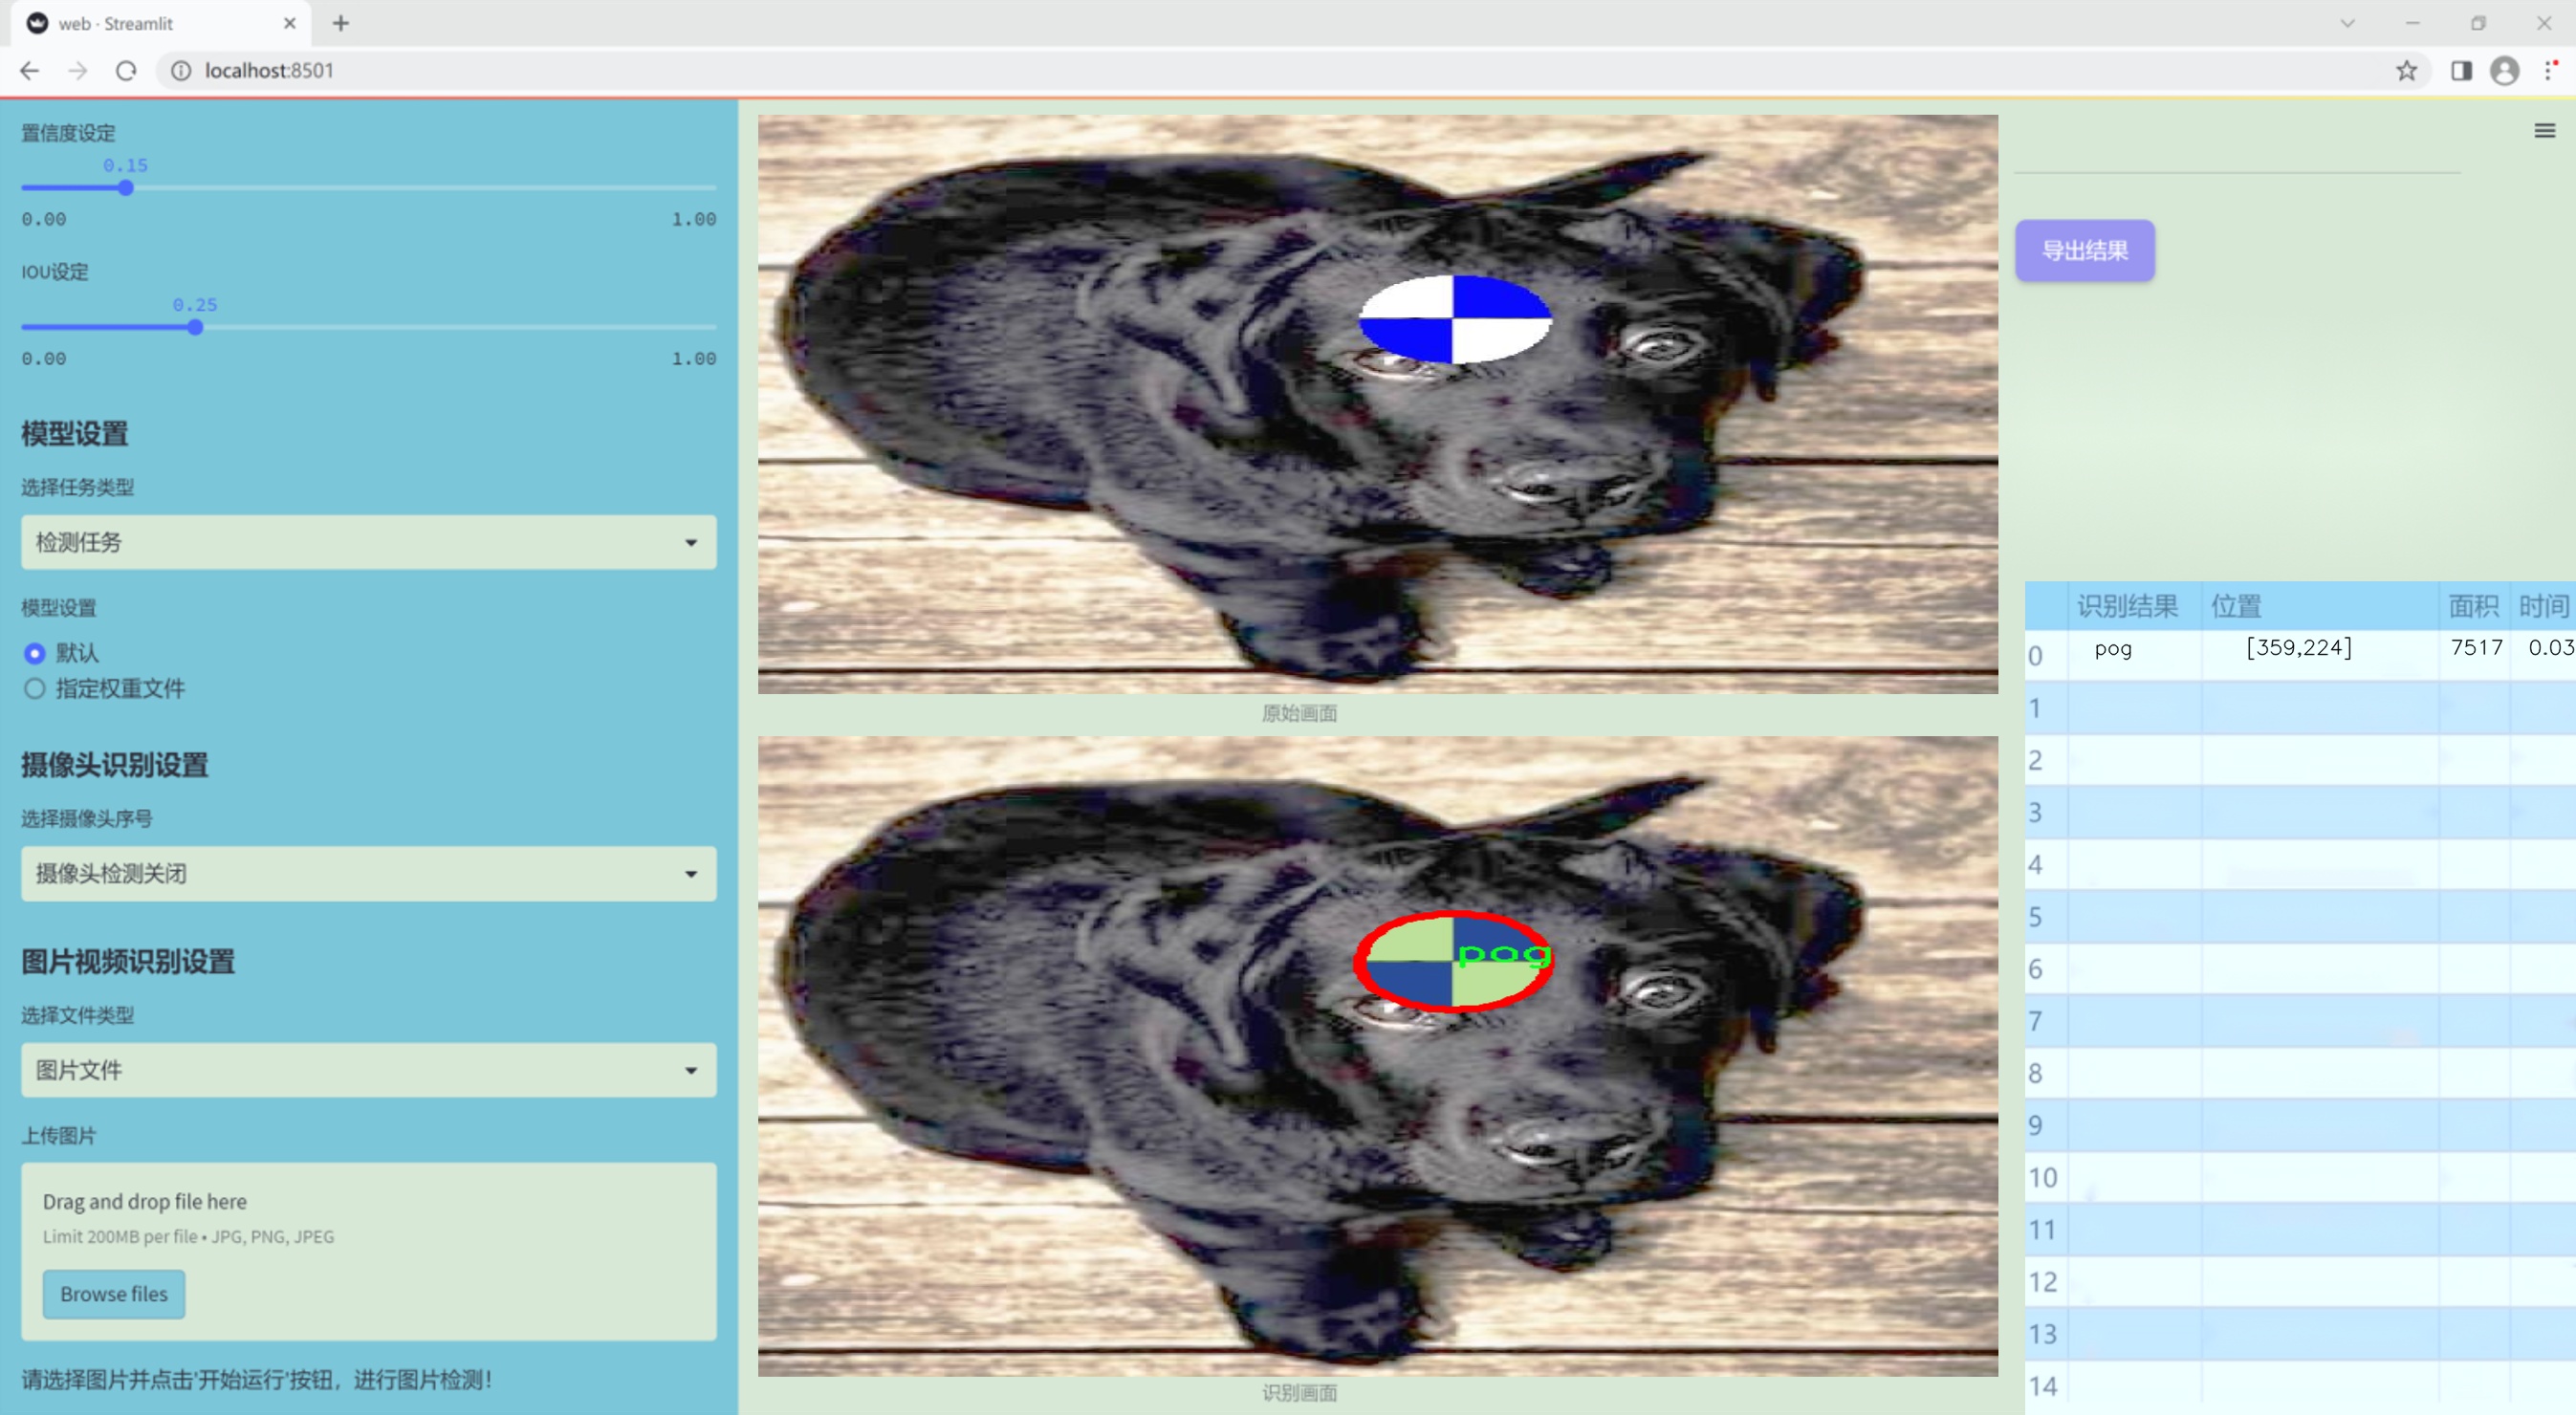 web · Streamlit
localhost:8501
置信度设定
0.15
0.00 1.00
IOU设定
0.25
0.00 1.00
模型设置
选择任务类型
检测任务
模型设置
默认
指定权重文件
摄像头识别设置
选择摄像头序号
摄像头检测关闭
图片视频识别设置
选择文件类型
图片文件
上传图片
Drag and drop file here
Limit 200MB per file • JPG, PNG, JPEG
Browse files
请选择图片并点击'开始运行'按钮，进行图片检测！
原始画面
pog
识别画面
导出结果
识别结果 位置 面积 时间
0 pog [359,224] 7517 0.03
1
2
3
4
5
6
7
8
9
10
11
12
13
14